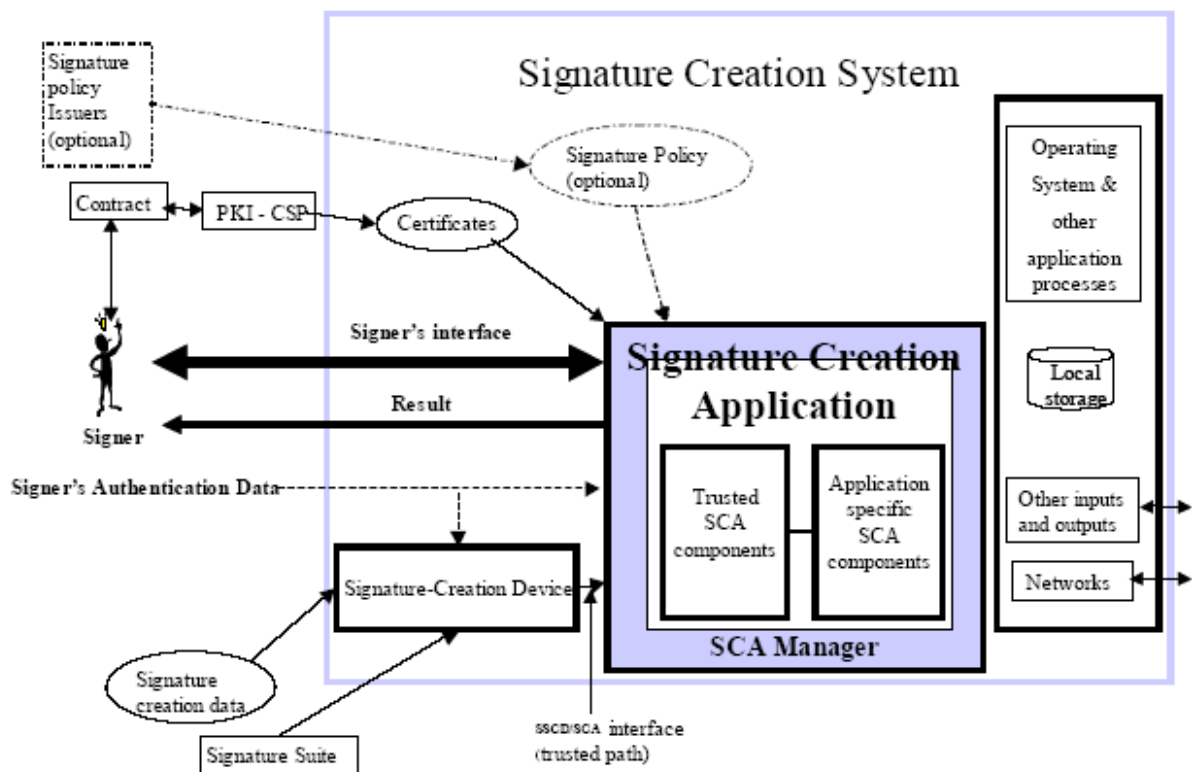 Signature
policy
Issuers
(optional)
Signature Creation System
Signature Policy
(optional)
Operating
System &
other
application
processes
Contract
PKI - CSP
Certificates
Signer's interface
Signature Creation
Application
Local
storage
Result
Signer
Signer's Authentication Data
Trusted
SCA
components
Application
specific
SCA
components
Other inputs
and outputs
Signature-Creation Device
Networks
SCA Manager
Signature
creation data
SSCD/SCA interface
(trusted path)
Signature Suite